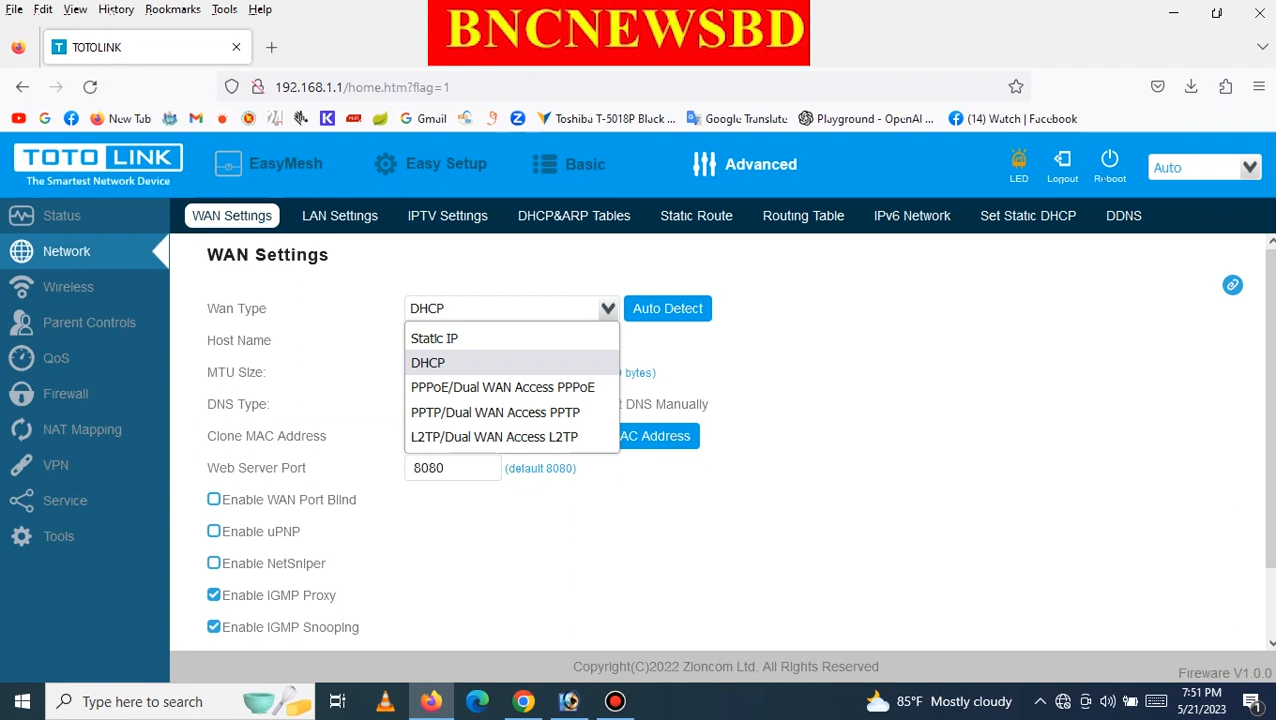 File Edit View History Bookmarks Tools Help
BNCNEWSBD
T TOTOLINK
192.168.1.1/home.htm?flag=1
New Tab
Gmail
Toshiba T-5018P Black ...
Google Translate
Playground - OpenAI ...
(14) Watch | Facebook
TOTO LINK
The Smartest Network Device
EasyMesh
Easy Setup
Basic
Advanced
LED
Logout
Reboot
Auto
Status
Network
Wireless
Parent Controls
QoS
Firewall
NAT Mapping
VPN
Service
Tools
WAN Settings LAN Settings IPTV Settings DHCP&ARP Tables Static Route Routing Table IPv6 Network Set Static DHCP DDNS
WAN Settings
Wan Type DHCP Auto Detect
Static IP
DHCP
PPPoE/Dual WAN Access PPPoE
PPTP/Dual WAN Access PPTP
L2TP/Dual WAN Access L2TP
Host Name
MTU Size: bytes)
DNS Type: t DNS Manually
Clone MAC Address AC Address
Web Server Port 8080 (default 8080)
Enable WAN Port Blind
Enable uPNP
Enable NetSniper
Enable IGMP Proxy
Enable IGMP Snooping
Copyright(C)2022 Zioncom Ltd, All Rights Reserved
Fireware V1.0.0
Type here to search
85°F Mostly cloudy
7:51 PM
5/21/2023
1